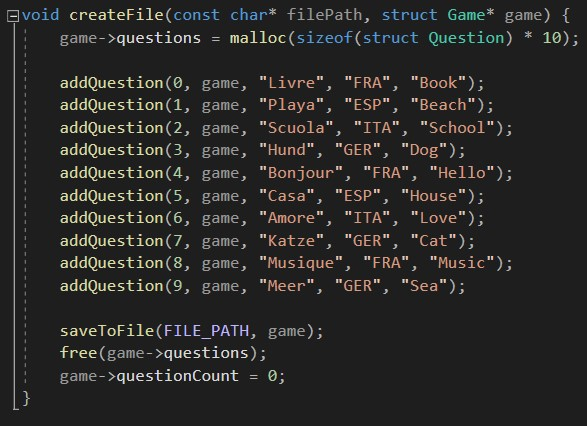 void createFile(const char* filePath, struct Game* game) {
game->questions = malloc(sizeof(struct Question) * 10);
addQuestion(0, game, "Livre", "FRA", "Book");
addQuestion(1, game, "Playa", "ESP", "Beach");
addQuestion(2, game, "Scuola", "ITA", "School");
addQuestion(3, game, "Hund", "GER", "Dog");
addQuestion(4, game, "Bonjour", "FRA", "Hello");
addQuestion(5, game, "Casa", "ESP", "House");
addQuestion(6, game, "Amore", "ITA", "Love");
addQuestion(7, game, "Katze", "GER", "Cat");
addQuestion(8, game, "Musique", "FRA", "Music");
addQuestion(9, game, "Meer", "GER", "Sea");
saveToFile(FILE_PATH, game);
free(game->questions);
game->questionCount = 0;
}